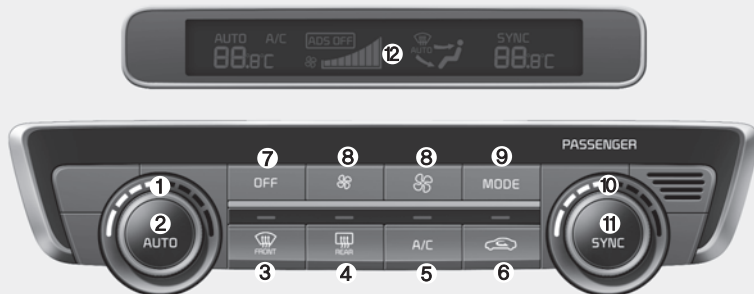 AUTO A/C ADS OFF AUTO SYNC
88.8°C ⑫ 88.8°C
PASSENGER
① ⑦ ⑧ ⑧ ⑨ ⑩
OFF MODE
② ⑪
AUTO SYNC
FRONT REAR A/C
③ ④ ⑤ ⑥